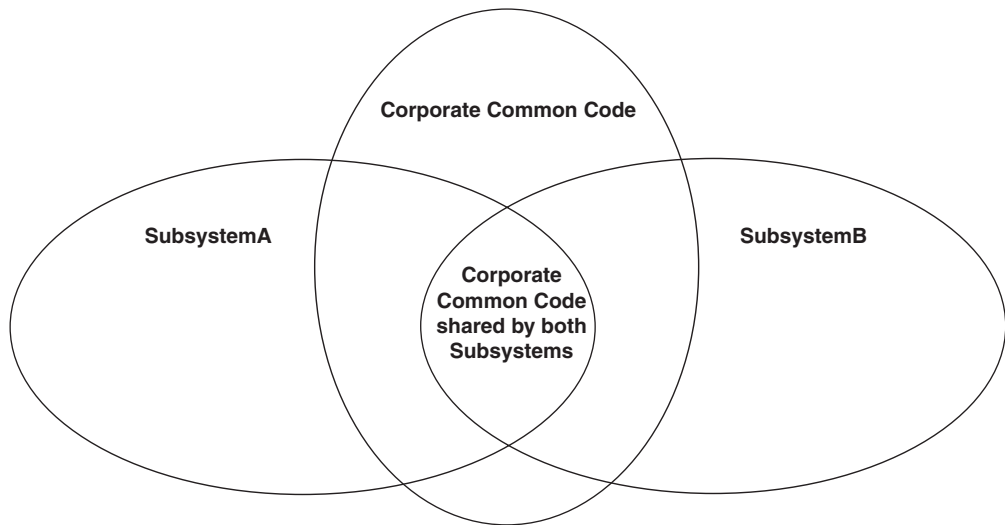 Corporate Common Code
SubsystemA
SubsystemB
Corporate
Common Code
shared by both
Subsystems